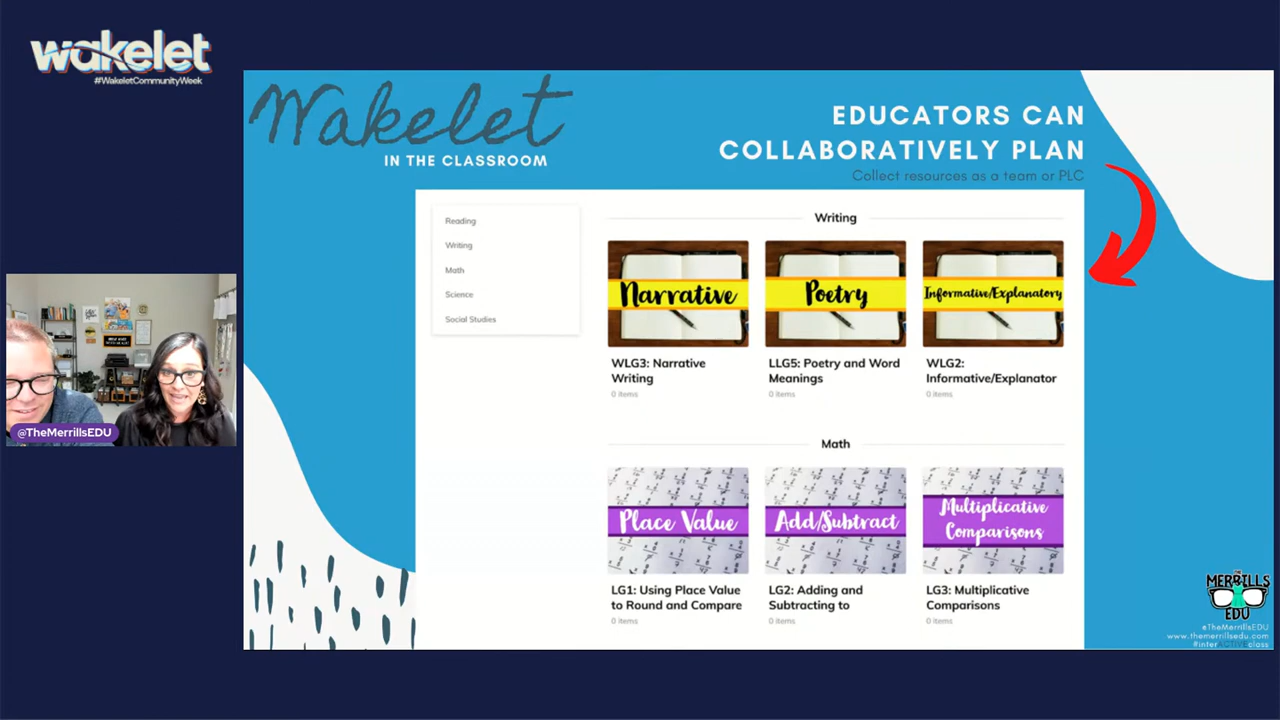 wakelet
#WakeletCommunityWeek
Wakelet
IN THE CLASSROOM
EDUCATORS CAN
COLLABORATIVELY PLAN
Collect resources as a team or PLC
Reading
Writing
Math
Science
Social Studies
Writing
Narrative
Poetry
Informative/Explanatory
WLG3: Narrative
Writing
0 items
LLG5: Poetry and Word
Meanings
0 items
WLG2:
Informative/Explanator
0 items
Math
Place Value
Add/Subtract
Multiplicative
Comparisons
LG1: Using Place Value
to Round and Compare
0 items
LG2: Adding and
Subtracting to
0 items
LG3: Multiplicative
Comparisons
0 items
@TheMerrillsEDU
THE
MERRILLS
EDU
@TheMerrillsEDU
www.themerrillsedu.com
#interACTIVEclass